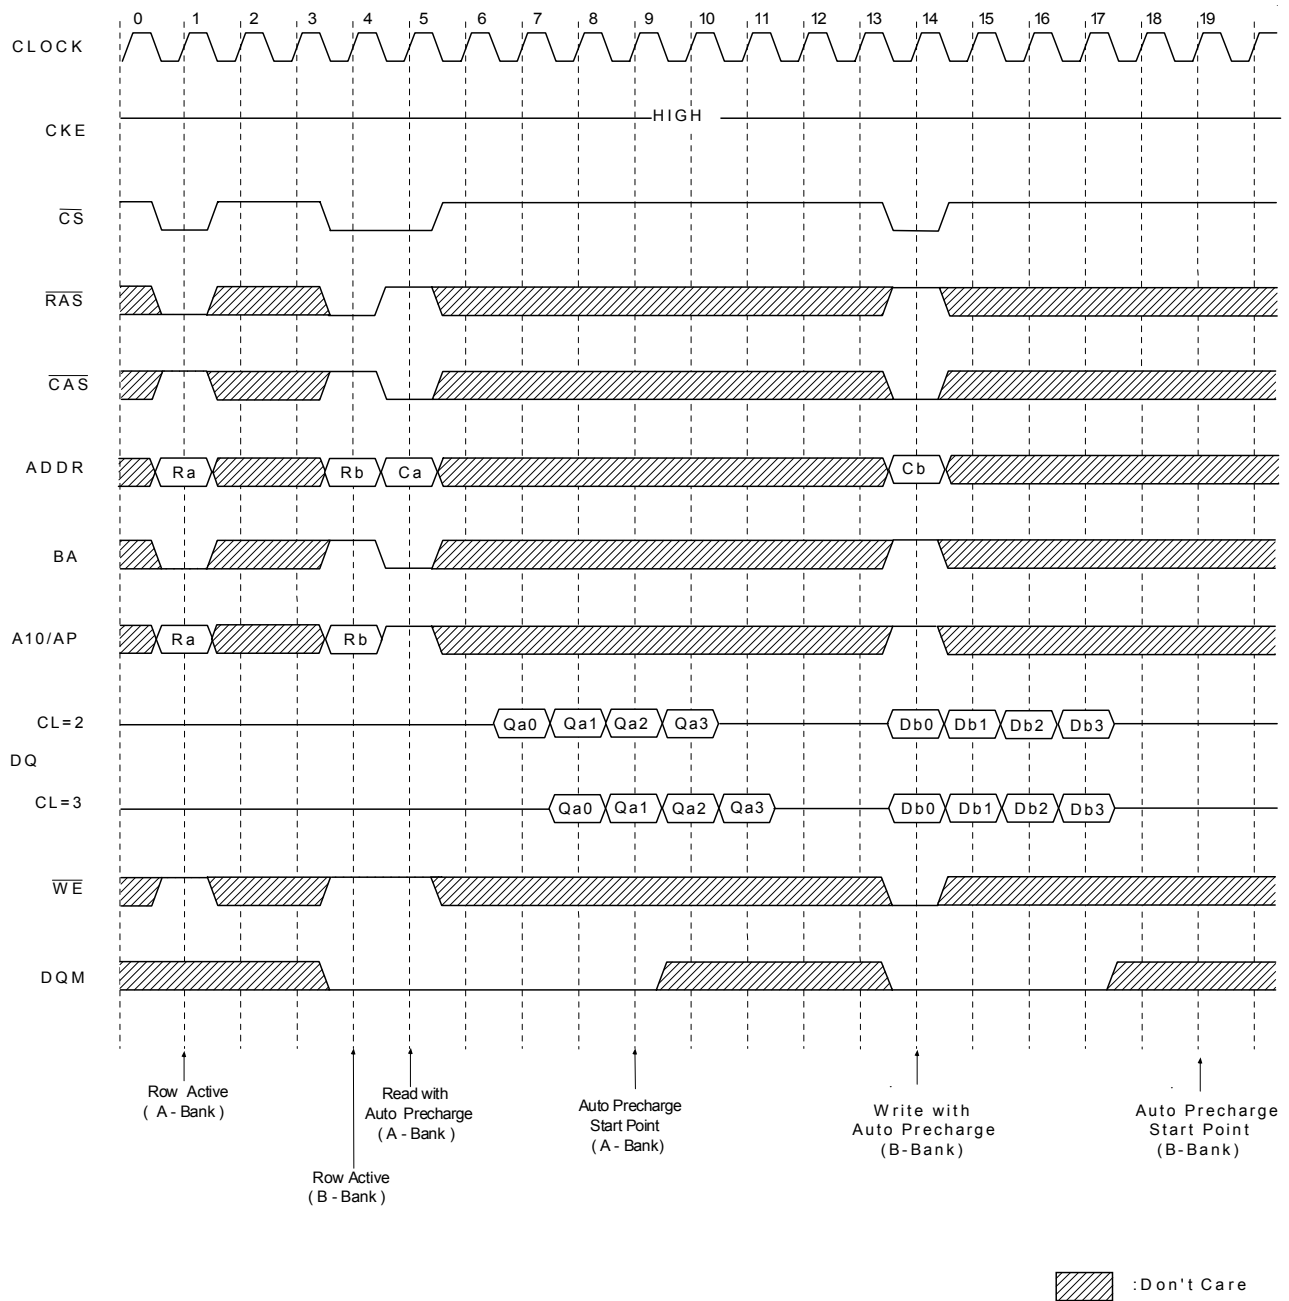 0 1 2 3 4 5 6 7 8 9 10 11 12 13 14 15 16 17 18 19
CLOCK
HIGH
CKE
CS
RAS
CAS
ADDR Ra Rb Ca Cb
BA
A10/AP Ra Rb
CL=2 Qa0 Qa1 Qa2 Qa3 Db0 Db1 Db2 Db3
DQ
CL=3 Qa0 Qa1 Qa2 Qa3 Db0 Db1 Db2 Db3
WE
DQM
Row Active
( A - Bank )
Row Active
( B - Bank )
Read with
Auto Precharge
( A - Bank )
Auto Precharge
Start Point
( A - Bank)
Write with
Auto Precharge
(B-Bank)
Auto Precharge
Start Point
(B-Bank)
:Don't Care